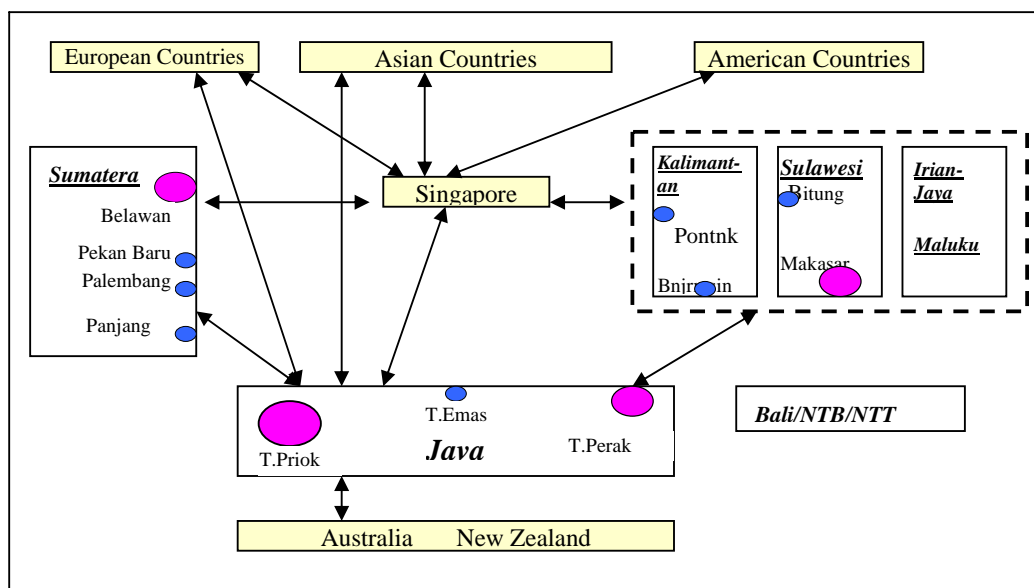 European Countries
Asian Countries
American Countries
Sumatera
Belawan
Pekan Baru
Palembang
Panjang
Singapore
Kalimant-
an
Pontnk
Sulawesi
Bitung
Makasar
Irian-
Jaya
Maluku
T.Priok
T.Emas
Java
T.Perak
Bali/NTB/NTT
Australia New Zealand